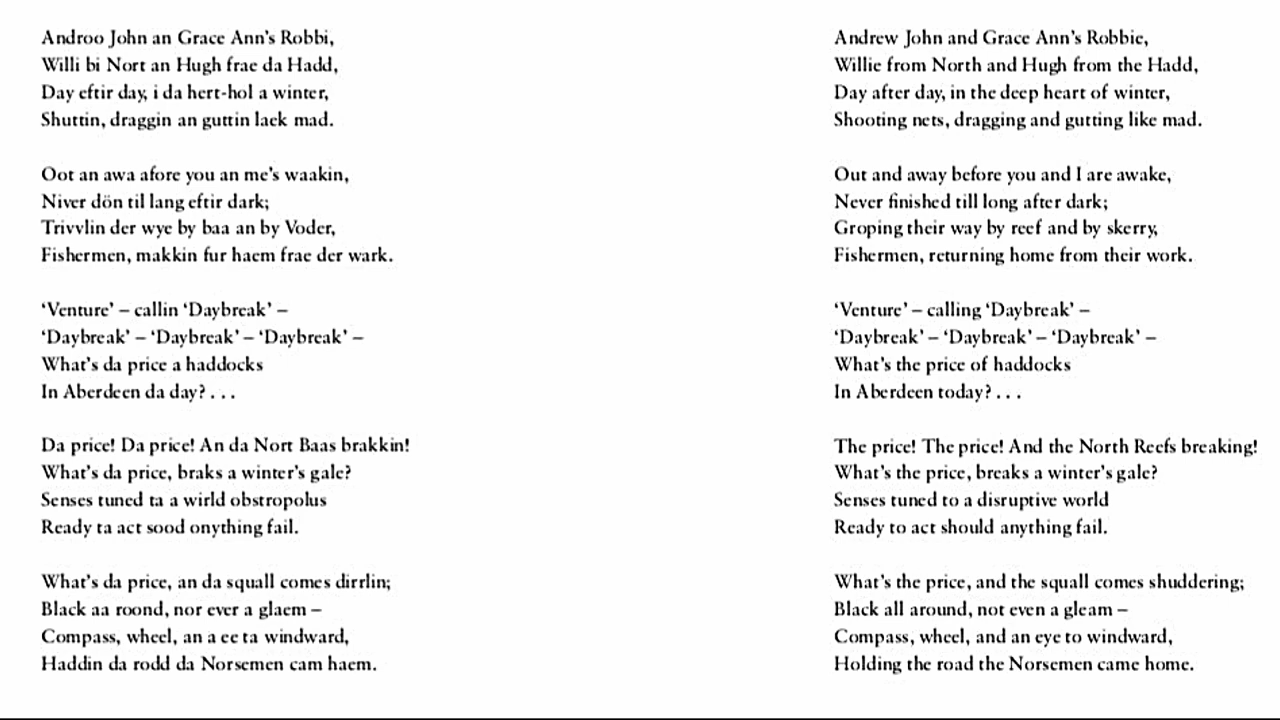 Androo John an Grace Ann's Robbi,
Willi bi Nort an Hugh frae da Hadd,
Day eftir day, i da hert-hol a winter,
Shuttin, draggin an guttin laek mad.

Oot an awa afore you an me's waakin,
Niver dön til lang eftir dark;
Trivvlin der wye by baa an by Voder,
Fishermen, makkin fur haem frae der wark.

‘Venture’ – callin ‘Daybreak’ –
‘Daybreak’ – ‘Daybreak’ – ‘Daybreak’ –
What's da price a haddocks
In Aberdeen da day? . . .

Da price! Da price! An da Nort Baas brakkin!
What's da price, braks a winter's gale?
Senses tuned ta a wirld obstropolus
Ready ta act sood onything fail.

What's da price, an da squall comes dirrlin;
Black aa roond, nor ever a glaem –
Compass, wheel, an a ee ta windward,
Haddin da rodd da Norsemen cam haem.

Andrew John and Grace Ann's Robbie,
Willie from North and Hugh from the Hadd,
Day after day, in the deep heart of winter,
Shooting nets, dragging and gutting like mad.

Out and away before you and I are awake,
Never finished till long after dark;
Groping their way by reef and by skerry,
Fishermen, returning home from their work.

‘Venture’ – calling ‘Daybreak’ –
‘Daybreak’ – ‘Daybreak’ – ‘Daybreak’ –
What's the price of haddocks
In Aberdeen today? . . .

The price! The price! And the North Reefs breaking!
What's the price, breaks a winter's gale?
Senses tuned to a disruptive world
Ready to act should anything fail.

What's the price, and the squall comes shuddering;
Black all around, not even a gleam –
Compass, wheel, and an eye to windward,
Holding the road the Norsemen came home.